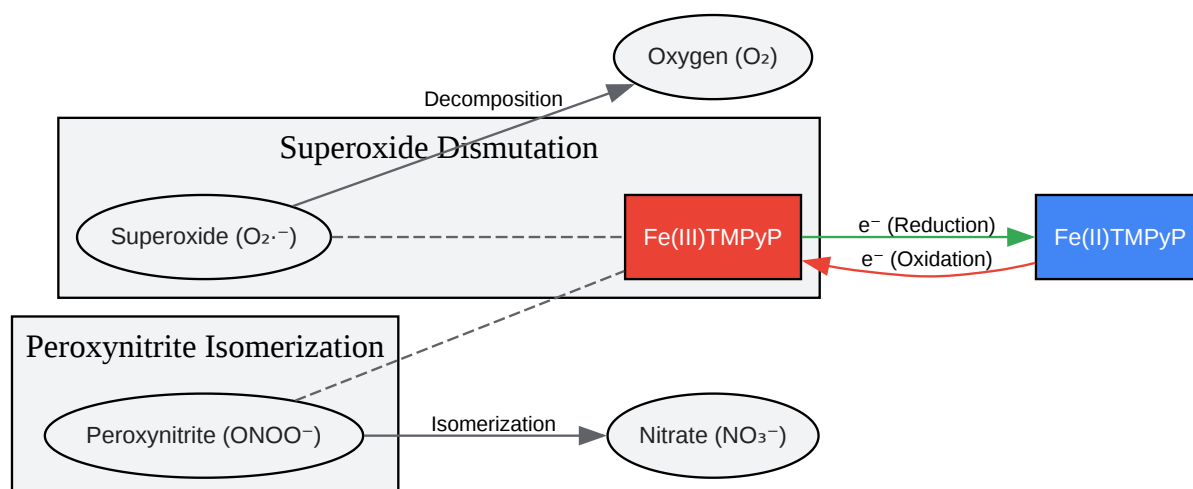 Oxygen (O₂)
Decomposition
Superoxide Dismutation
Superoxide (O₂·⁻)
Fe(III)TMPyP
e⁻ (Reduction)
e⁻ (Oxidation)
Fe(II)TMPyP
Peroxynitrite Isomerization
Peroxynitrite (ONOO⁻)
Isomerization
Nitrate (NO₃⁻)